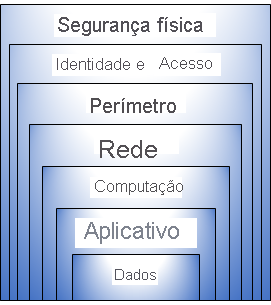 Segurança física
Identidade e Acesso
Perímetro
Rede
Computação
Aplicativo
Dados